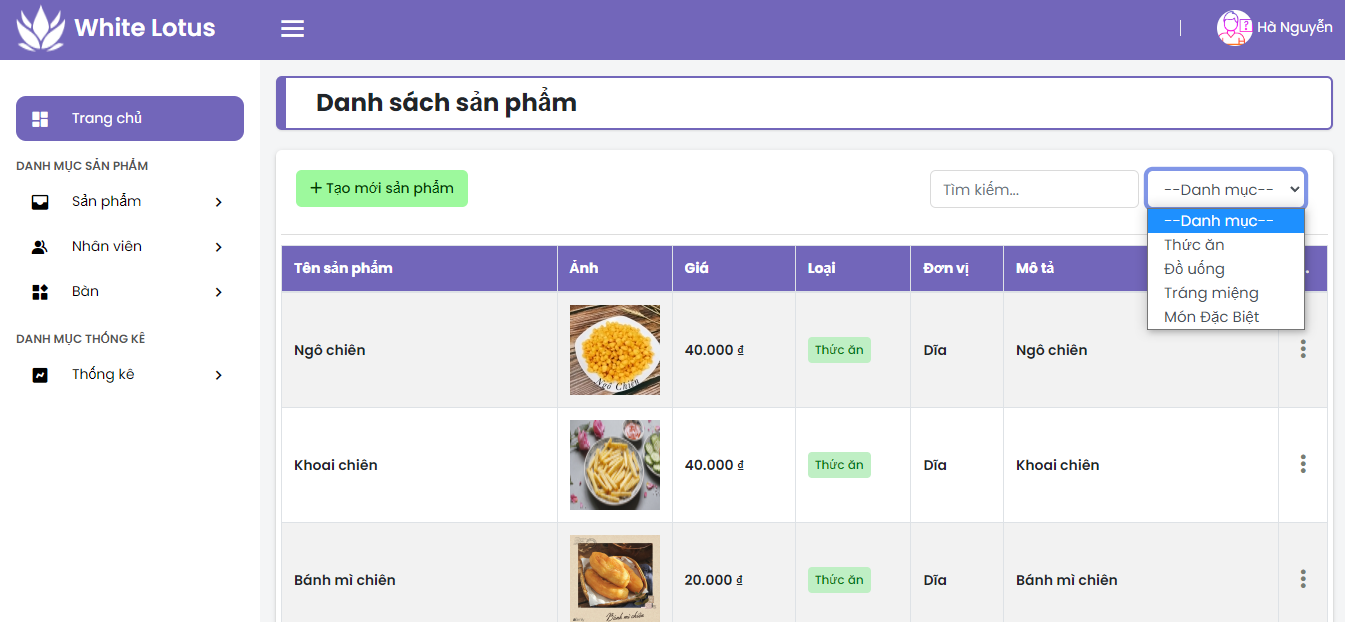 White Lotus
Hà Nguyễn
Trang chủ
DANH MỤC SẢN PHẨM
Sản phẩm
Nhân viên
Bàn
DANH MỤC THỐNG KÊ
Thống kê
Danh sách sản phẩm
+ Tạo mới sản phẩm
Tìm kiếm...
--Danh mục--
--Danh mục--
Thức ăn
Đồ uống
Tráng miệng
Món Đặc Biệt
Tên sản phẩm Ảnh Giá Loại Đơn vị Mô tả
Ngô chiên 40.000 ₫ Thức ăn Dĩa Ngô chiên
Ngô Chiên
Khoai chiên 40.000 ₫ Thức ăn Dĩa Khoai chiên
Bánh mì chiên 20.000 ₫ Thức ăn Dĩa Bánh mì chiên
Bánh mì chiên